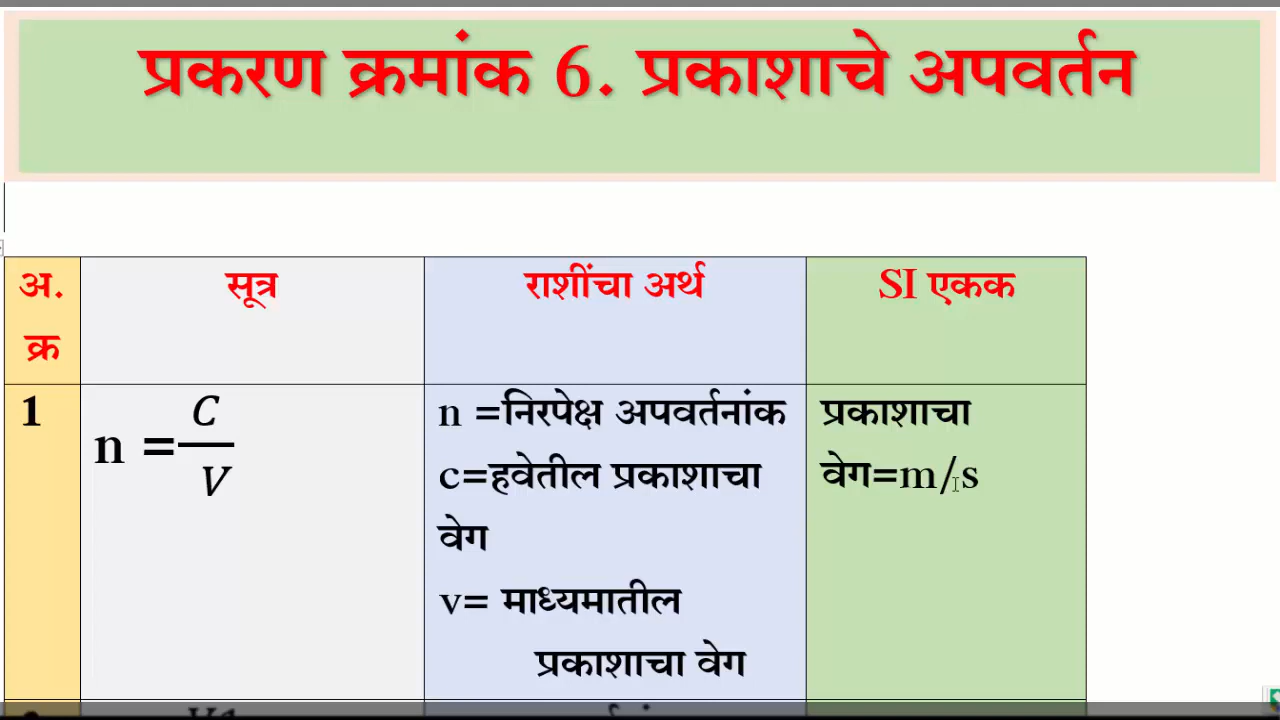 प्रकरण क्रमांक 6. प्रकाशाचे अपवर्तन
अ.
क्र
सूत्र
राशींचा अर्थ
SI एकक
1
n = C
V
n =निरपेक्ष अपवर्तनांक
c=हवेतील प्रकाशाचा
वेग
v= माध्यमातील
प्रकाशाचा वेग
प्रकाशाचा
वेग=m/s